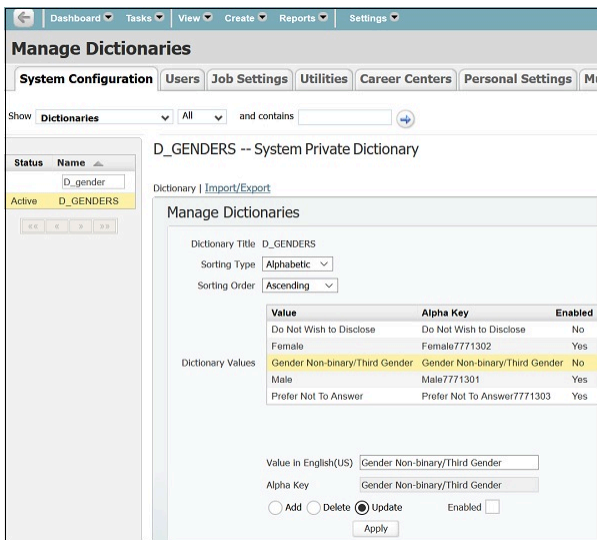 Dashboard Tasks View Create Reports Settings
Manage Dictionaries
System Configuration Users Job Settings Utilities Career Centers Personal Settings
Show Dictionaries All and contains
D_GENDERS -- System Private Dictionary
Status Name
D_gender
Dictionary | Import/Export
Active D_GENDERS
Manage Dictionaries
<< < > >>
Dictionary Title D_GENDERS
Sorting Type Alphabetic
Sorting Order Ascending
Value Alpha Key Enabled
Do Not Wish to Disclose Do Not Wish to Disclose No
Female Female7771302 Yes
Dictionary Values Gender Non-binary/Third Gender Gender Non-binary/Third Gender No
Male Male7771301 Yes
Prefer Not To Answer Prefer Not To Answer7771303 Yes
Value in English(US) Gender Non-binary/Third Gender
Alpha Key Gender Non-binary/Third Gender
Add Delete Update Enabled
Apply